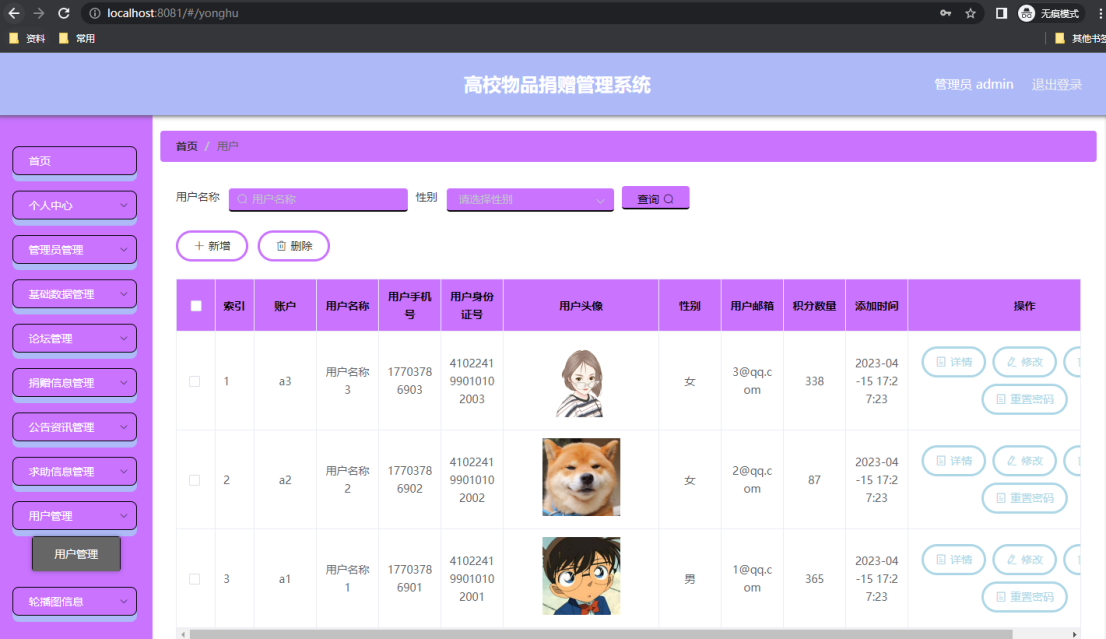 localhost:8081/#/yonghu
无痕模式
资料
常用
其他书签
高校物品捐赠管理系统
管理员 admin
退出登录
首页
个人中心
管理员管理
基础数据管理
论坛管理
捐赠信息管理
公告资讯管理
求助信息管理
用户管理
用户管理
轮播图信息
首页 / 用户
用户名称 用户名称 性别 请选择性别 查询
新增 删除
索引 账户 用户名称 用户手机号 用户身份证号 用户头像 性别 用户邮箱 积分数量 添加时间 操作
1 a3 用户名称3 17703786903 410224199010102003 女 3@qq.com 338 2023-04-15 17:27:23 详情 修改
重置密码
2 a2 用户名称2 17703786902 410224199010102002 女 2@qq.com 87 2023-04-15 17:27:23 详情 修改
重置密码
3 a1 用户名称1 17703786901 410224199010102001 男 1@qq.com 365 2023-04-15 17:27:23 详情 修改
重置密码